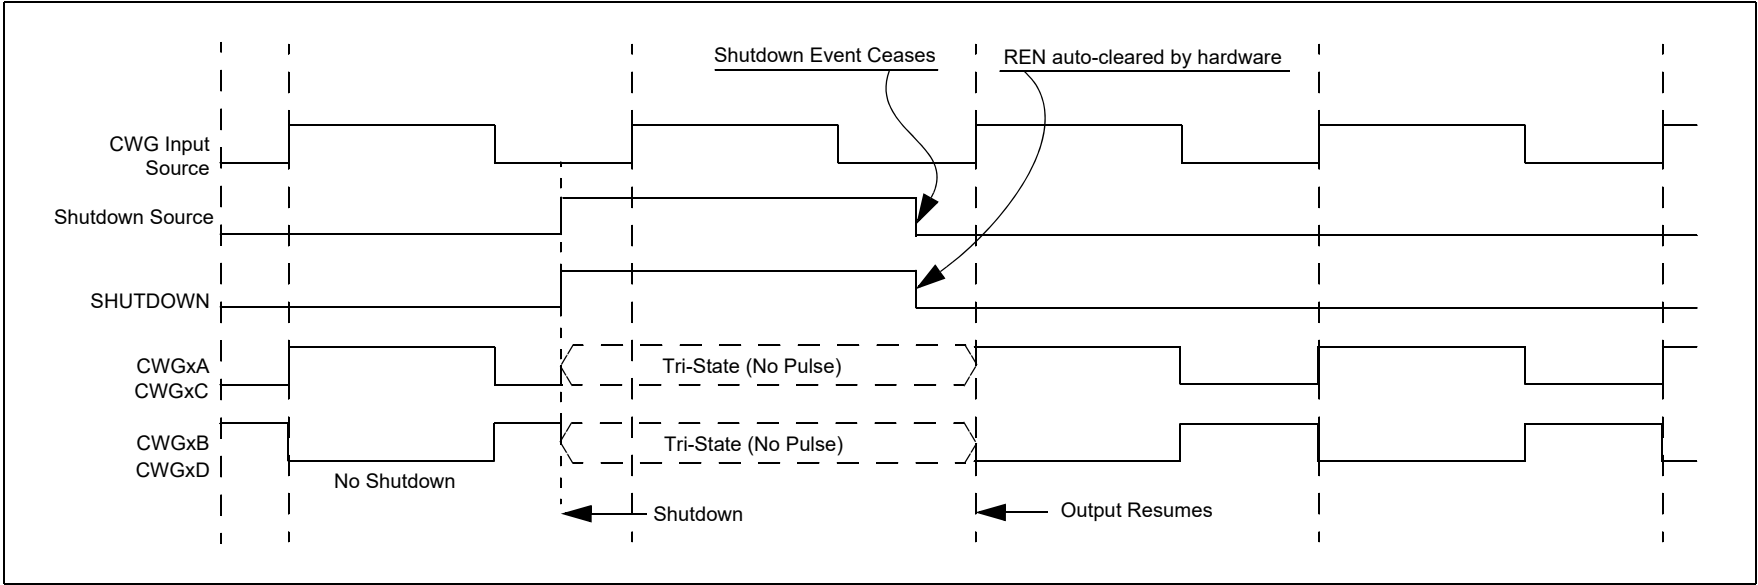 Shutdown Event Ceases
REN auto-cleared by hardware
CWG Input
Source
Shutdown Source
SHUTDOWN
CWGxA
CWGxC
Tri-State (No Pulse)
CWGxB
CWGxD
Tri-State (No Pulse)
No Shutdown
Shutdown
Output Resumes